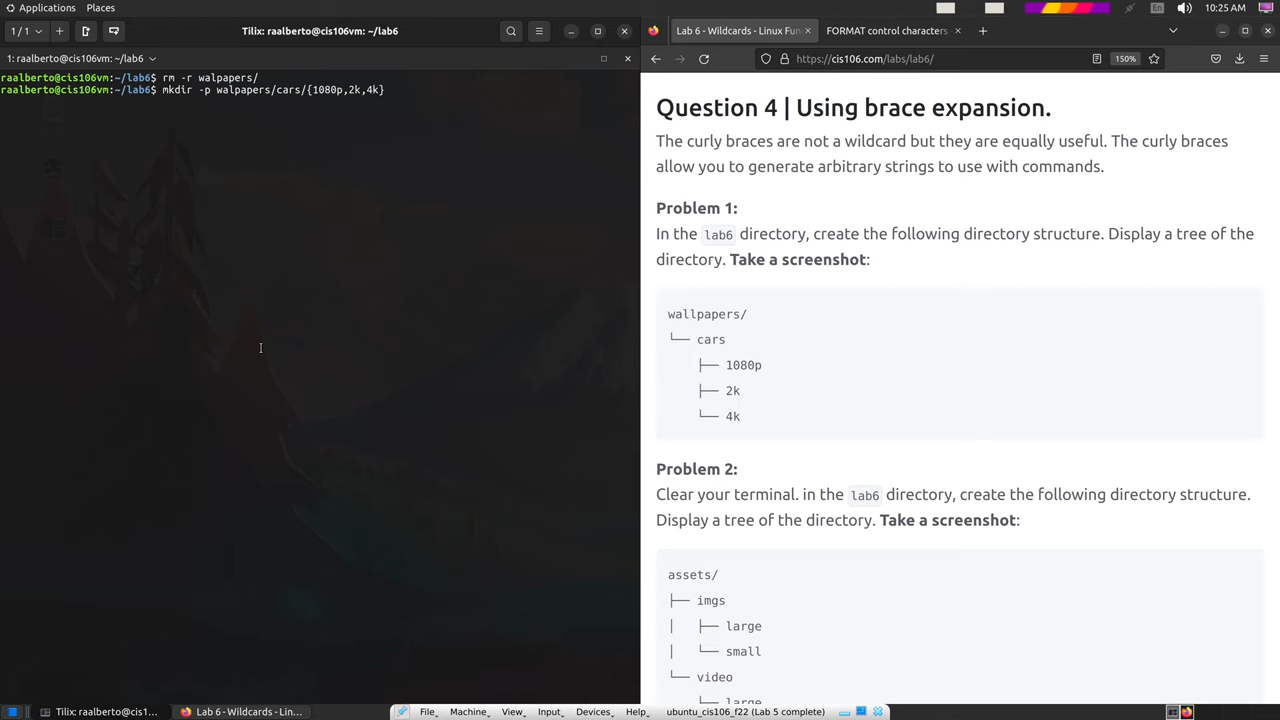 Applications Places
En 10:25 AM
1/1 Tilix: raalberto@cis106vm: ~/lab6
1: raalberto@cis106vm:~/lab6
raalberto@cis106vm:~/lab6$ rm -r walpapers/
raalberto@cis106vm:~/lab6$ mkdir -p walpapers/cars/{1080p,2k,4k}
Lab 6 - Wildcards - Linux Fun
FORMAT control characters
https://cis106.com/labs/lab6/
150%
Question 4 | Using brace expansion.
The curly braces are not a wildcard but they are equally useful. The curly braces
allow you to generate arbitrary strings to use with commands.
Problem 1:
In the lab6 directory, create the following directory structure. Display a tree of the
directory. Take a screenshot:
wallpapers/
└── cars
├── 1080p
├── 2k
└── 4k
Problem 2:
Clear your terminal. in the lab6 directory, create the following directory structure.
Display a tree of the directory. Take a screenshot:
assets/
├── imgs
│ ├── large
│ └── small
└── video
├── large
Tilix: raalberto@cis1... Lab 6 - Wildcards - Lin... File Machine View Input Devices Help ubuntu_cis106_f22 (Lab 5 complete)